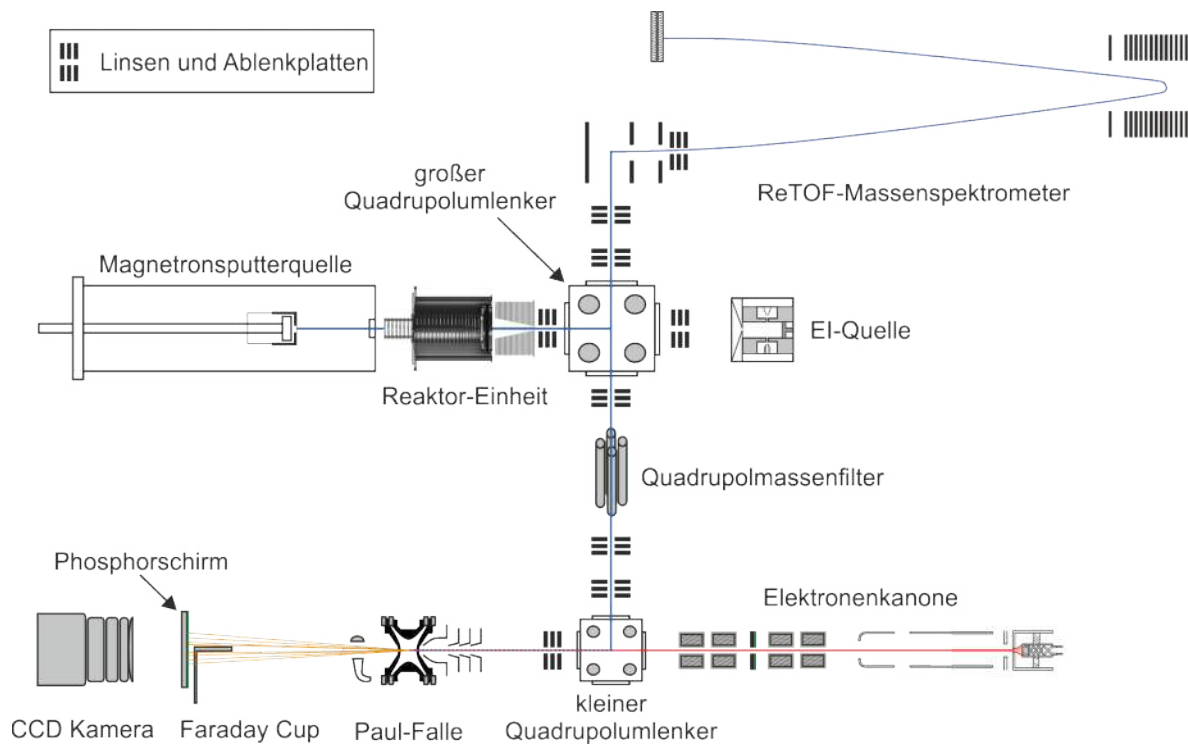 Linsen und Ablenkplatten
großer
Quadrupolumlenker
ReTOF-Massenspektrometer
Magnetronsputterquelle
EI-Quelle
Reaktor-Einheit
Quadrupolmassenfilter
Phosphorschirm
Elektronenkanone
CCD Kamera
Faraday Cup
Paul-Falle
kleiner
Quadrupolumlenker